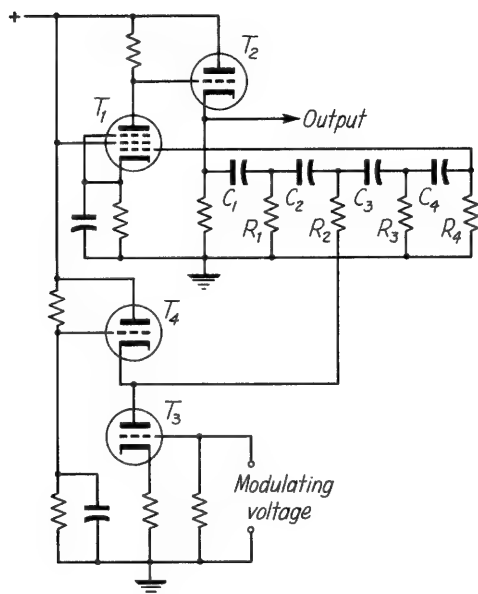 +
T₂
T₁
Output
C₁
C₂
C₃
C₄
R₁
R₂
R₃
R₄
T₄
T₃
Modulating
voltage